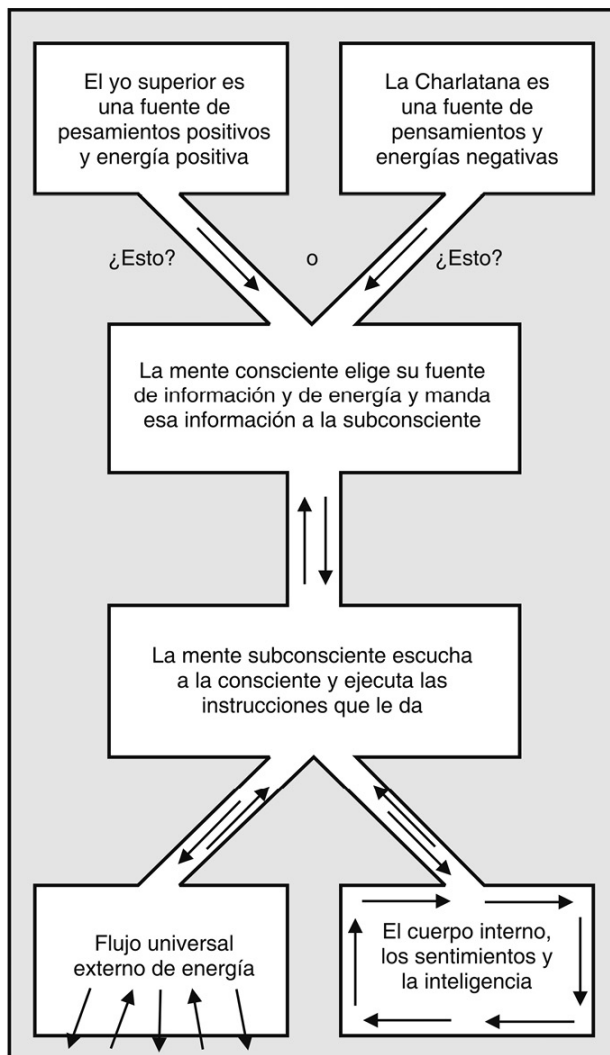 El yo superior es
una fuente de
pesamientos positivos
y energía positiva
La Charlatana es
una fuente de
pensamientos y
energías negativas
¿Esto?
o
¿Esto?
La mente consciente elige su fuente
de información y de energía y manda
esa información a la subconsciente
La mente subconsciente escucha
a la consciente y ejecuta las
instrucciones que le da
Flujo universal
externo de energía
El cuerpo interno,
los sentimientos y
la inteligencia